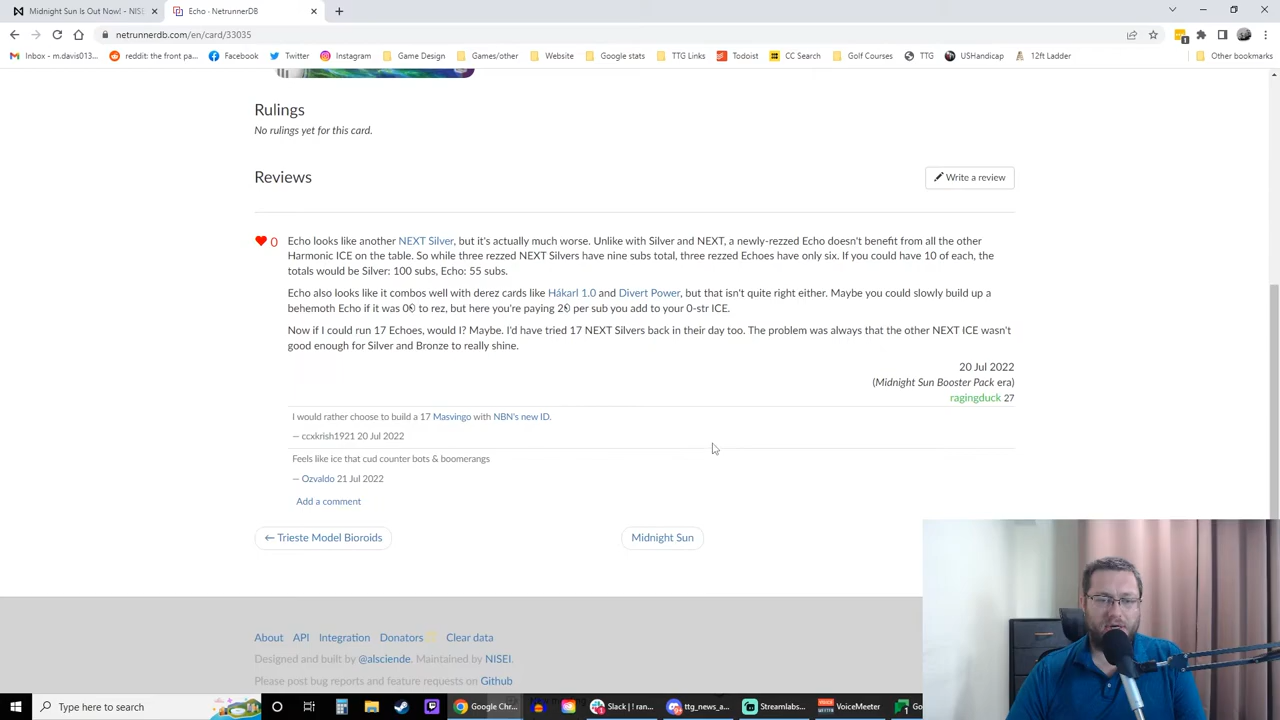 Midnight Sun Is Out Now! - NISE
Echo · NetrunnerDB
netrunnerdb.com/en/card/33035
Inbox - m.davis013...
reddit: the front pa...
Facebook
Twitter
Instagram
Game Design
Games/other
Website
Google stats
TTG Links
Todoist
CC Search
Golf Courses
TTG
USHandicap
12ft Ladder
Other bookmarks
Rulings
No rulings yet for this card.
Reviews
Write a review
0
Echo looks like another NEXT Silver, but it's actually much worse. Unlike with Silver and NEXT, a newly-rezzed Echo doesn't benefit from all the other
Harmonic ICE on the table. So while three rezzed NEXT Silvers have nine subs total, three rezzed Echoes have only six. If you could have 10 of each, the
totals would be Silver: 100 subs, Echo: 55 subs.
Echo also looks like it combos well with derez cards like Hákarl 1.0 and Divert Power, but that isn't quite right either. Maybe you could slowly build up a
behemoth Echo if it was 0 to rez, but here you're paying 2 per sub you add to your 0-str ICE.
Now if I could run 17 Echoes, would I? Maybe. I'd have tried 17 NEXT Silvers back in their day too. The problem was always that the other NEXT ICE wasn't
good enough for Silver and Bronze to really shine.
20 Jul 2022
(Midnight Sun Booster Pack era)
ragingduck 27
I would rather choose to build a 17 Masvingo with NBN's new ID.
— ccxkrish1921 20 Jul 2022
Feels like ice that cud counter bots & boomerangs
— Ozvaldo 21 Jul 2022
Add a comment
← Trieste Model Bioroids
Midnight Sun
About API Integration Donators Clear data
Designed and built by @alsciende. Maintained by NISEI.
Please post bug reports and feature requests on Github
Type here to search
Google Chr...
Slack | ! ran...
ttg_news_a...
Streamlabs...
VoiceMeeter
Go